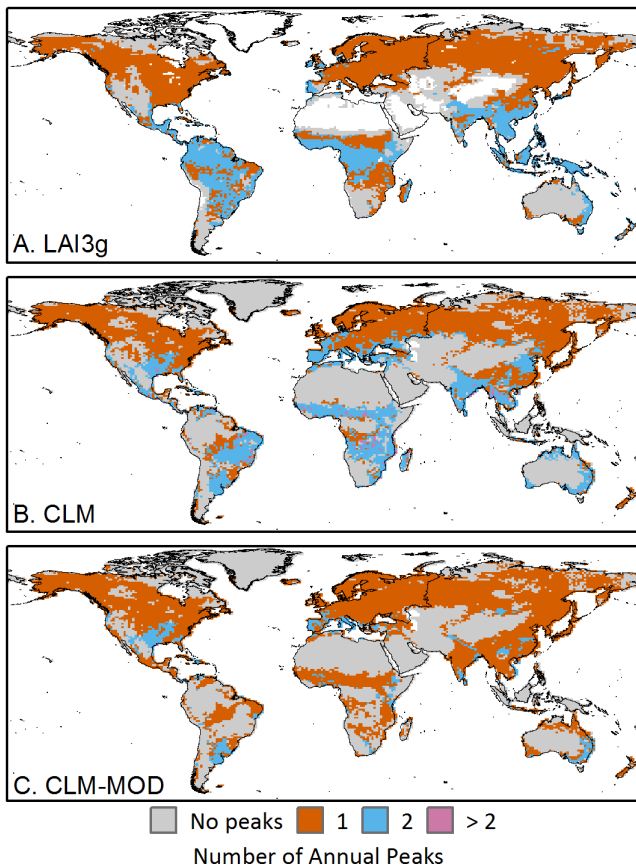 A. LAI3g
B. CLM
C. CLM-MOD
No peaks 1 2 > 2
Number of Annual Peaks